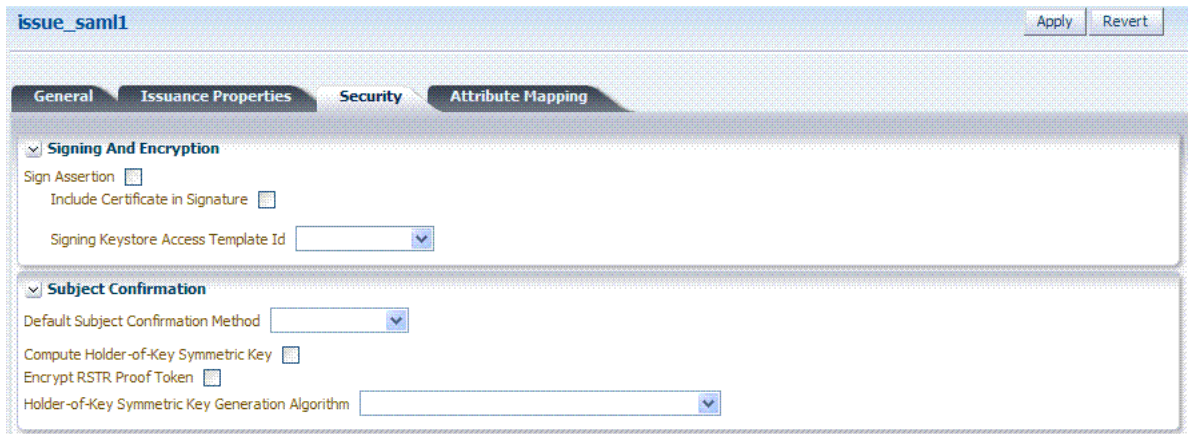 issue_saml1
Apply Revert
General Issuance Properties Security Attribute Mapping
Signing And Encryption
Sign Assertion
Include Certificate in Signature
Signing Keystore Access Template Id
Subject Confirmation
Default Subject Confirmation Method
Compute Holder-of-Key Symmetric Key
Encrypt RSTR Proof Token
Holder-of-Key Symmetric Key Generation Algorithm